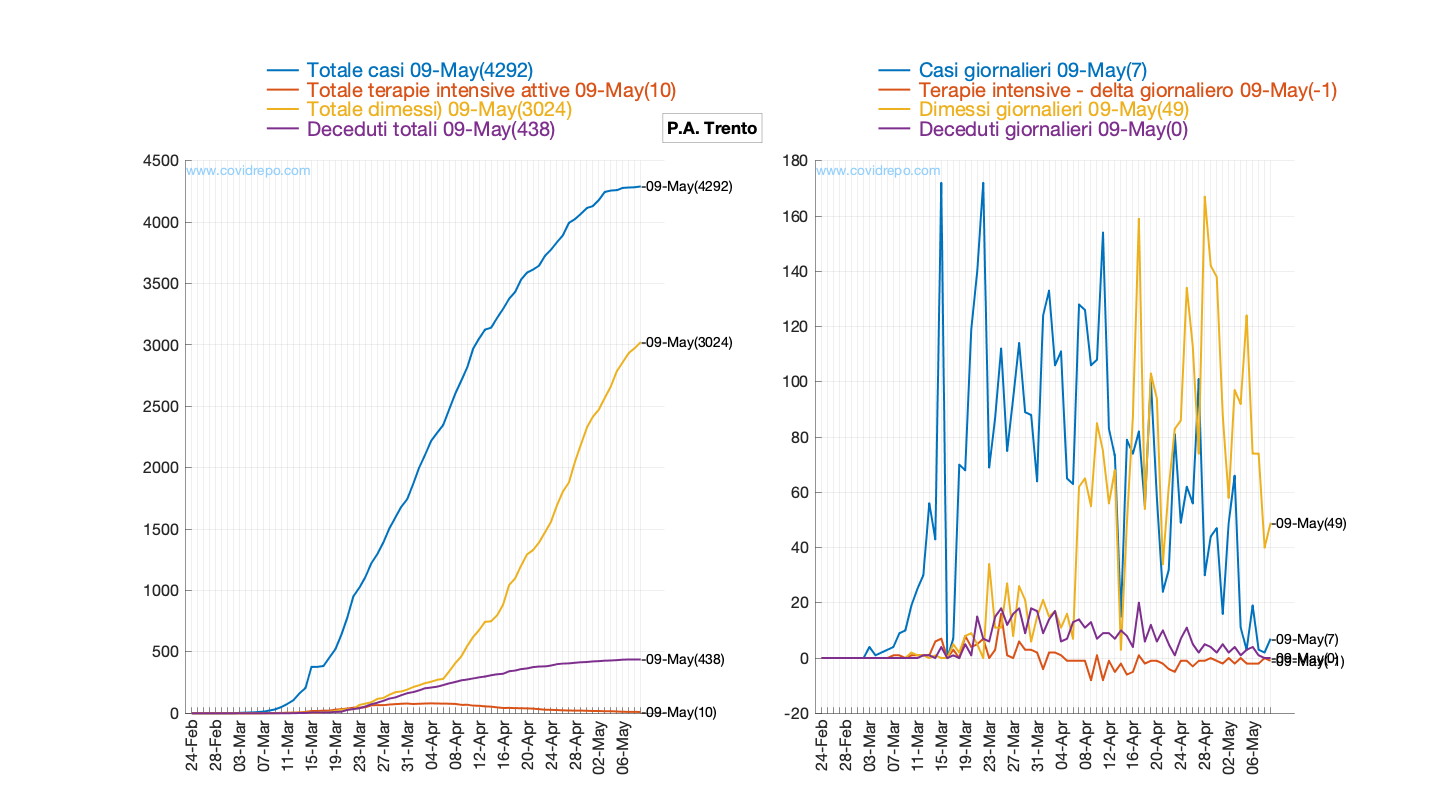 Totale casi 09-May(4292)
Totale terapie intensive attive 09-May(10)
Totale dimessi) 09-May(3024)
Deceduti totali 09-May(438)
P.A. Trento
Casi giornalieri 09-May(7)
Terapie intensive - delta giornaliero 09-May(-1)
Dimessi giornalieri 09-May(49)
Deceduti giornalieri 09-May(0)
www.covidrepo.com
4500
4000
3500
3000
2500
2000
1500
1000
500
0
-09-May(4292)
-09-May(3024)
-09-May(438)
-09-May(10)
24-Feb
28-Feb
03-Mar
07-Mar
11-Mar
15-Mar
19-Mar
23-Mar
27-Mar
31-Mar
04-Apr
08-Apr
12-Apr
16-Apr
20-Apr
24-Apr
28-Apr
02-May
06-May
www.covidrepo.com
180
160
140
120
100
80
60
40
20
0
-20
-09-May(49)
-09-May(7)
-09-May(0)
-09-May(-1)
24-Feb
28-Feb
03-Mar
07-Mar
11-Mar
15-Mar
19-Mar
23-Mar
27-Mar
31-Mar
04-Apr
08-Apr
12-Apr
16-Apr
20-Apr
24-Apr
28-Apr
02-May
06-May